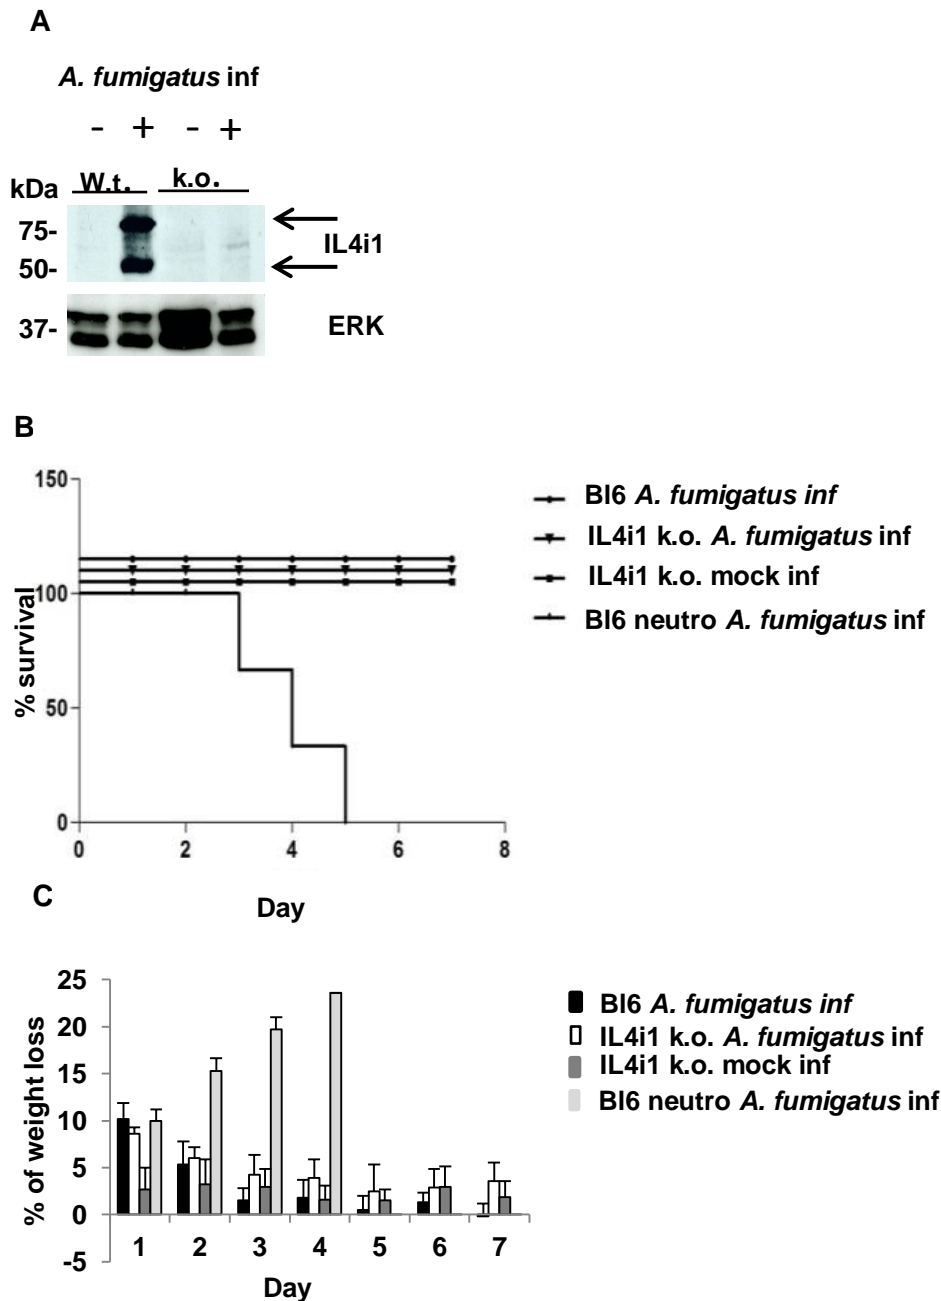 A
A. fumigatus inf
- + - +
kDa W.t. k.o.
75-
IL4i1
50-
37- ERK
B
150
100
50
0
% survival
0 2 4 6 8
Day
Bl6 A. fumigatus inf
IL4i1 k.o. A. fumigatus inf
IL4i1 k.o. mock inf
Bl6 neutro A. fumigatus inf
C
25
20
15
10
5
0
-5
% of weight loss
1 2 3 4 5 6 7
Day
Bl6 A. fumigatus inf
IL4i1 k.o. A. fumigatus inf
IL4i1 k.o. mock inf
Bl6 neutro A. fumigatus inf